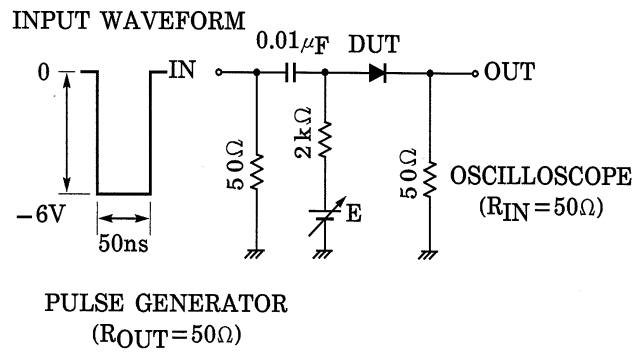 INPUT WAVEFORM
0.01μF DUT
0 IN OUT
2kΩ
50Ω
50Ω
OSCILLOSCOPE
(RIN=50Ω)
E
−6V
50ns
PULSE GENERATOR
(ROUT=50Ω)